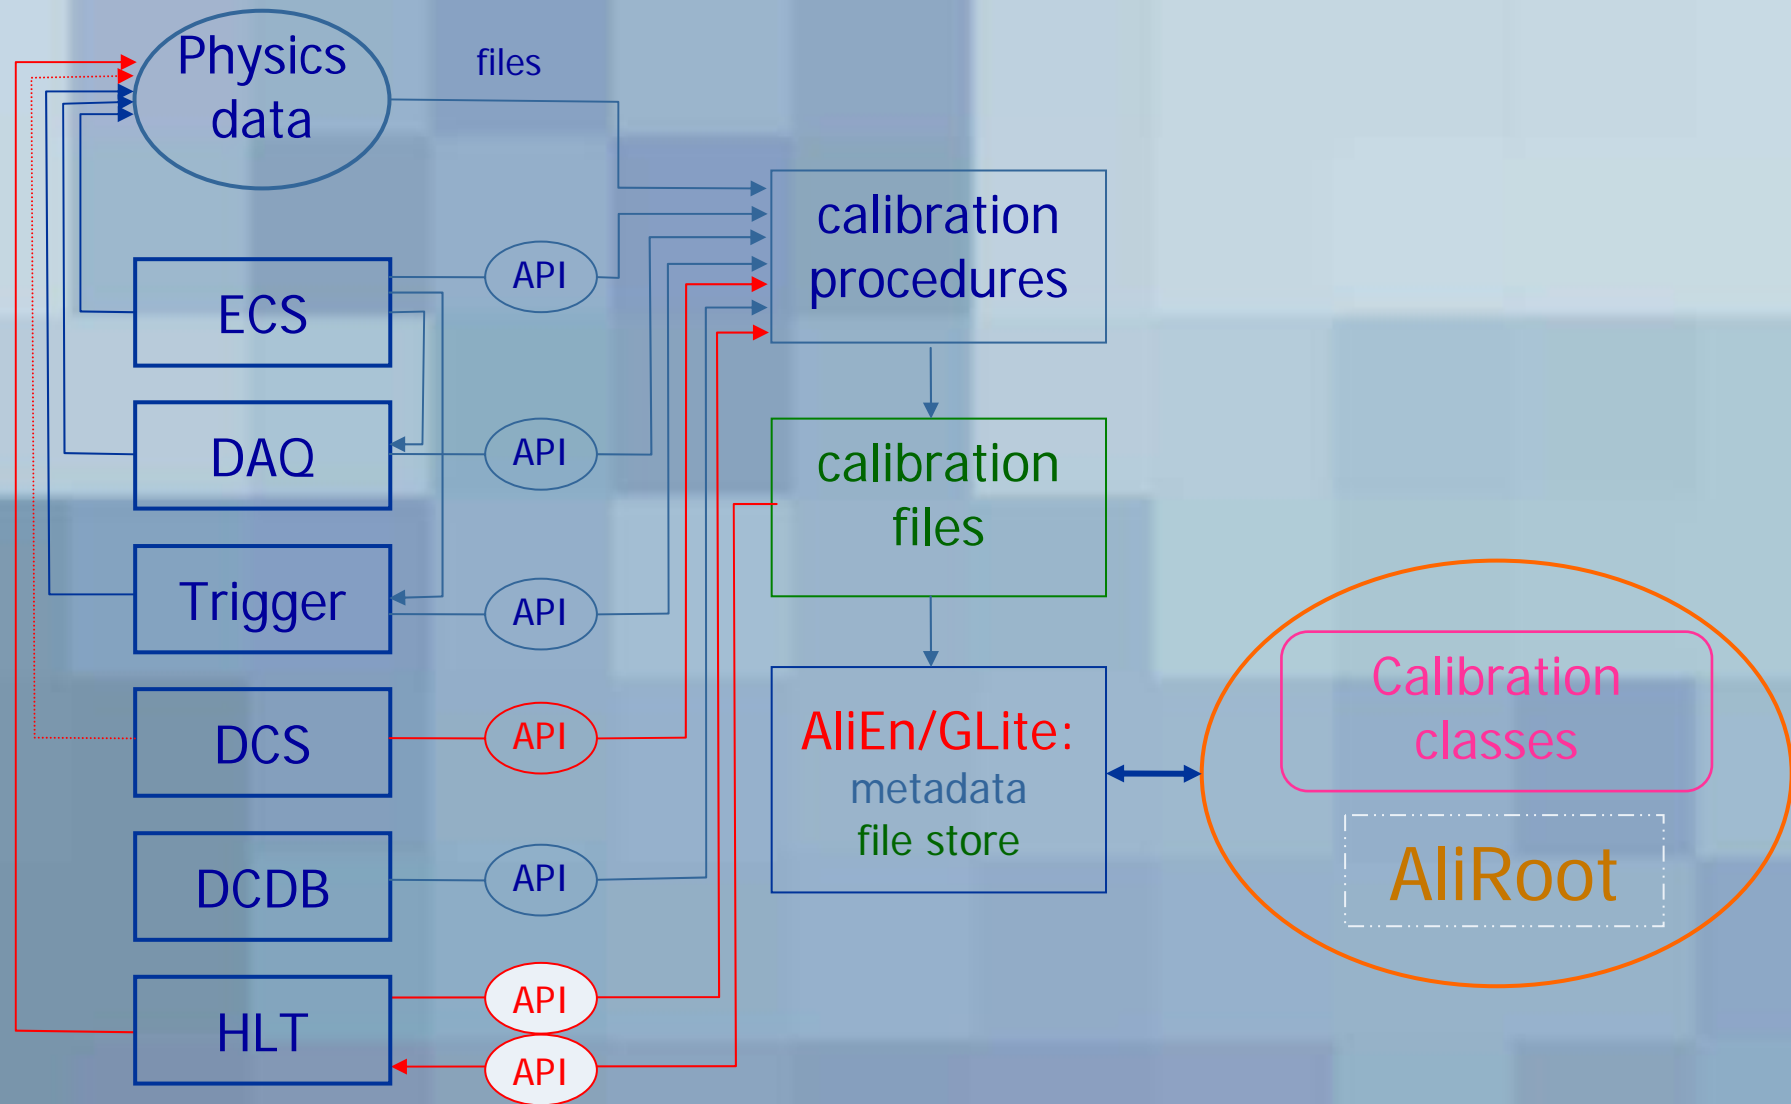 Physics
data
files
ECS
API
DAQ
API
Trigger
API
DCS
API
DCDB
API
HLT
API
API
calibration
procedures
calibration
files
AliEn/GLite:
metadata
file store
Calibration
classes
AliRoot